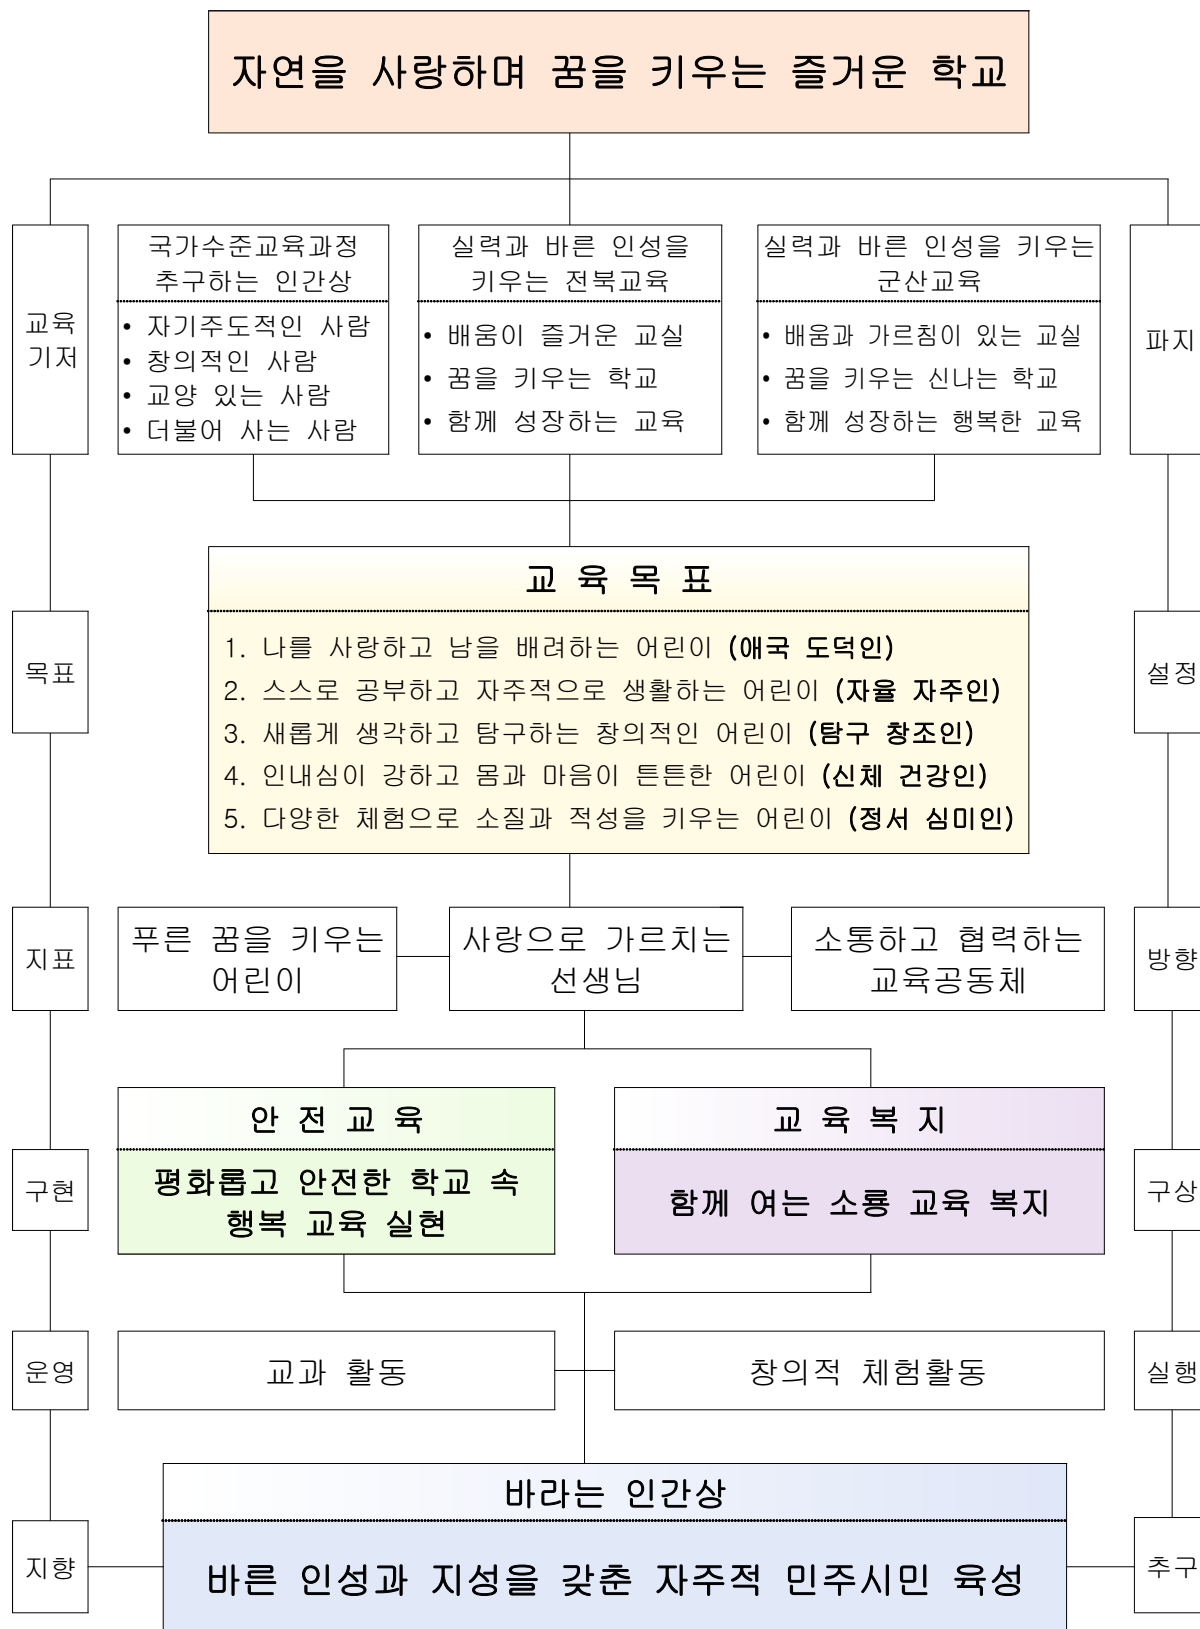 자연을 사랑하며 꿈을 키우는 즐거운 학교
교육
기저
국가수준교육과정
추구하는 인간상
• 자기주도적인 사람
• 창의적인 사람
• 교양 있는 사람
• 더불어 사는 사람
실력과 바른 인성을
키우는 전북교육
• 배움이 즐거운 교실
• 꿈을 키우는 학교
• 함께 성장하는 교육
실력과 바른 인성을 키우는
군산교육
• 배움과 가르침이 있는 교실
• 꿈을 키우는 신나는 학교
• 함께 성장하는 행복한 교육
파지
목표
교 육 목 표
1. 나를 사랑하고 남을 배려하는 어린이 (애국 도덕인)
2. 스스로 공부하고 자주적으로 생활하는 어린이 (자율 자주인)
3. 새롭게 생각하고 탐구하는 창의적인 어린이 (탐구 창조인)
4. 인내심이 강하고 몸과 마음이 튼튼한 어린이 (신체 건강인)
5. 다양한 체험으로 소질과 적성을 키우는 어린이 (정서 심미인)
설정
지표
푸른 꿈을 키우는
어린이
사랑으로 가르치는
선생님
소통하고 협력하는
교육공동체
방향
구현
안 전 교 육
평화롭고 안전한 학교 속
행복 교육 실현
교 육 복 지
함께 여는 소룡 교육 복지
구상
운영
교과 활동
창의적 체험활동
실행
지향
바라는 인간상
바른 인성과 지성을 갖춘 자주적 민주시민 육성
추구